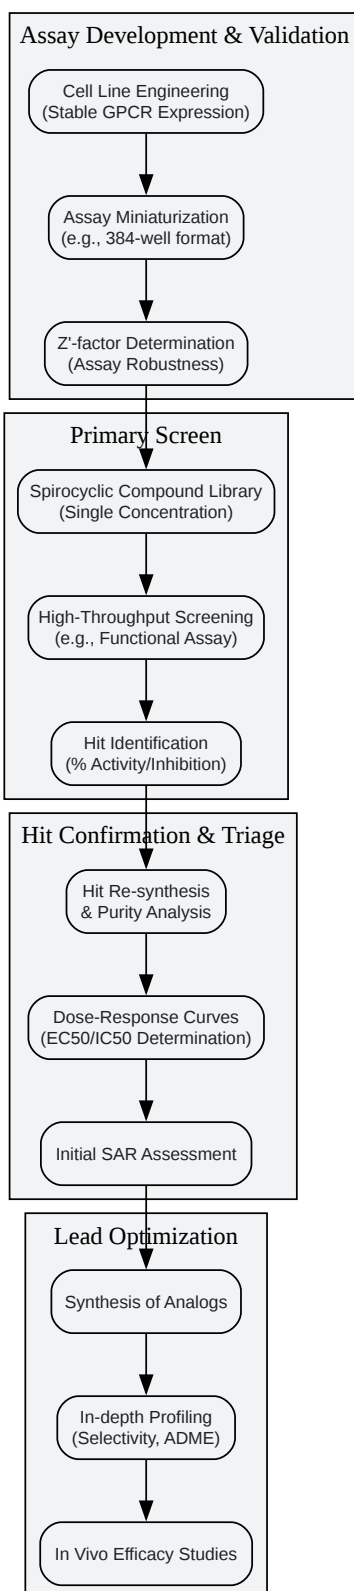 Assay Development & Validation
Cell Line Engineering
(Stable GPCR Expression)
Assay Miniaturization
(e.g., 384-well format)
Z'-factor Determination
(Assay Robustness)
Primary Screen
Spirocyclic Compound Library
(Single Concentration)
High-Throughput Screening
(e.g., Functional Assay)
Hit Identification
(% Activity/Inhibition)
Hit Confirmation & Triage
Hit Re-synthesis
& Purity Analysis
Dose-Response Curves
(EC50/IC50 Determination)
Initial SAR Assessment
Lead Optimization
Synthesis of Analogs
In-depth Profiling
(Selectivity, ADME)
In Vivo Efficacy Studies